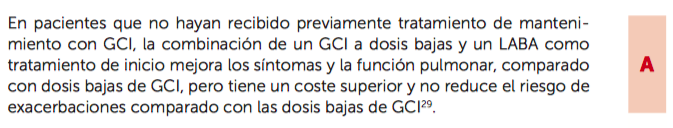 En pacientes que no hayan recibido previamente tratamiento de manteni-
miento con GCI, la combinación de un GCI a dosis bajas y un LABA como
tratamiento de inicio mejora los síntomas y la función pulmonar, comparado
con dosis bajas de GCI, pero tiene un coste superior y no reduce el riesgo de
exacerbaciones comparado con las dosis bajas de GCI²⁹.
A